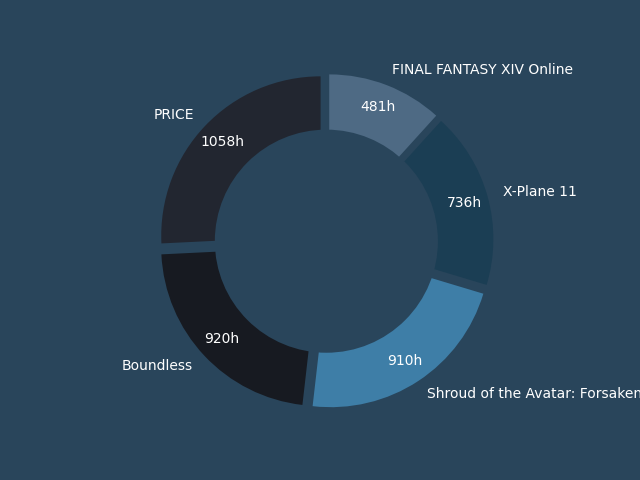 FINAL FANTASY XIV Online
481h
PRICE
1058h
X-Plane 11
736h
920h
Boundless
910h
Shroud of the Avatar: Forsaken